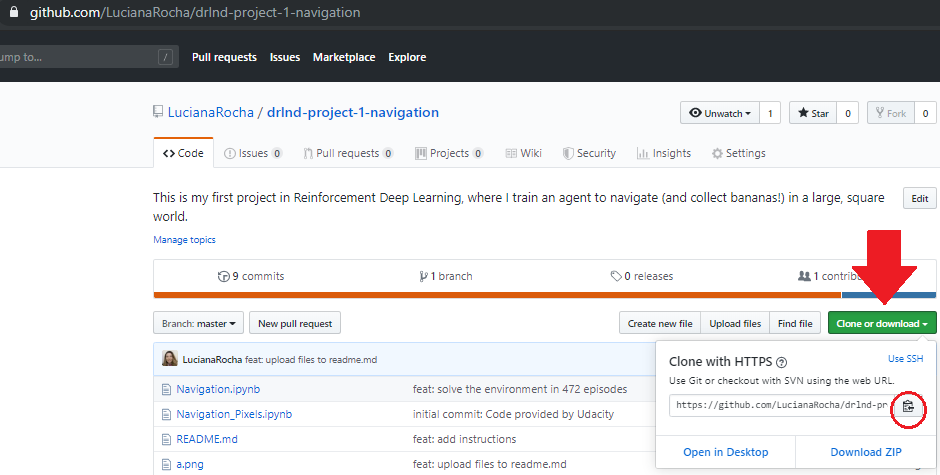 github.com/LucianaRocha/drlnd-project-1-navigation
ump to... / Pull requests Issues Marketplace Explore
LucianaRocha / drlnd-project-1-navigation
Unwatch 1 Star 0 Fork 0
<> Code Issues 0 Pull requests 0 Projects 0 Wiki Security Insights Settings
This is my first project in Reinforcement Deep Learning, where I train an agent to navigate (and collect bananas!) in a large, square
world.
Edit
Manage topics
9 commits 1 branch 0 releases 1 contrib
Branch: master New pull request Create new file Upload files Find file Clone or download
LucianaRocha feat: upload files to readme.md
Navigation.ipynb feat: solve the environment in 472 episodes
Navigation_Pixels.ipynb initial commit: Code provided by Udacity
README.md feat: add instructions
a.png feat: upload files to readme.md
Clone with HTTPS ? Use SSH
Use Git or checkout with SVN using the web URL.
https://github.com/LucianaRocha/drlnd-pr
Open in Desktop Download ZIP